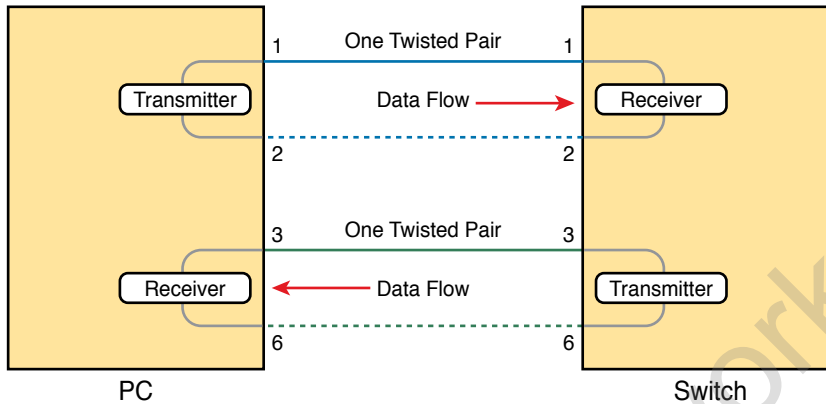 1 One Twisted Pair 1
Transmitter Data Flow Receiver
2 2
3 One Twisted Pair 3
Receiver Data Flow Transmitter
6 6
PC Switch
work